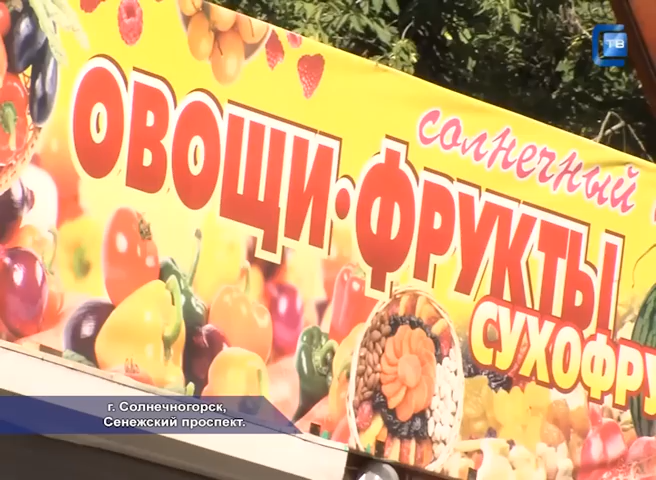 ТВ
солнечный
ОВОЩИ·ФРУКТЫ
СУХОФРУ
г. Солнечногорск,
Сенежский проспект.